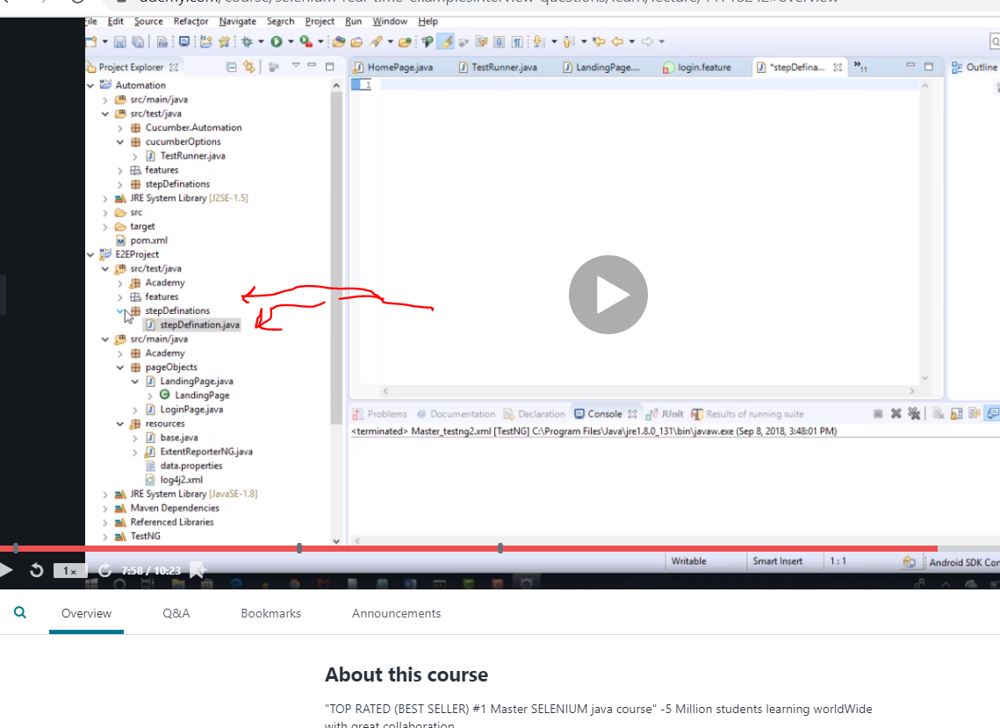 File Edit Source Refactor Navigate Search Project Run Window Help
Project Explorer
HomePage.java TestRunner.java LandingPage.... login.feature *stepDefina... »11 Outline
1
Automation
src/main/java
src/test/java
Cucumber.Automation
cucumberOptions
TestRunner.java
features
stepDefinations
JRE System Library [J2SE-1.5]
src
target
pom.xml
E2EProject
src/test/java
Academy
features
stepDefinations
stepDefination.java
src/main/java
Academy
pageObjects
LandingPage.java
LandingPage
LoginPage.java
resources
base.java
ExtentReporterNG.java
data.properties
log4j2.xml
JRE System Library [JavaSE-1.8]
Maven Dependencies
Referenced Libraries
TestNG
Problems @ Documentation Declaration Console JUnit Results of running suite
<terminated> Master_testng2.xml [TestNG] C:\Program Files\Java\jre1.8.0_131\bin\javaw.exe (Sep 8, 2018, 3:48:01 PM)
Writable Smart Insert 1 : 1 Android SDK Con
1x 7:58 / 10:23
Overview Q&A Bookmarks Announcements
About this course
"TOP RATED (BEST SELLER) #1 Master SELENIUM java course" -5 Million students learning worldWide
with great collaboration